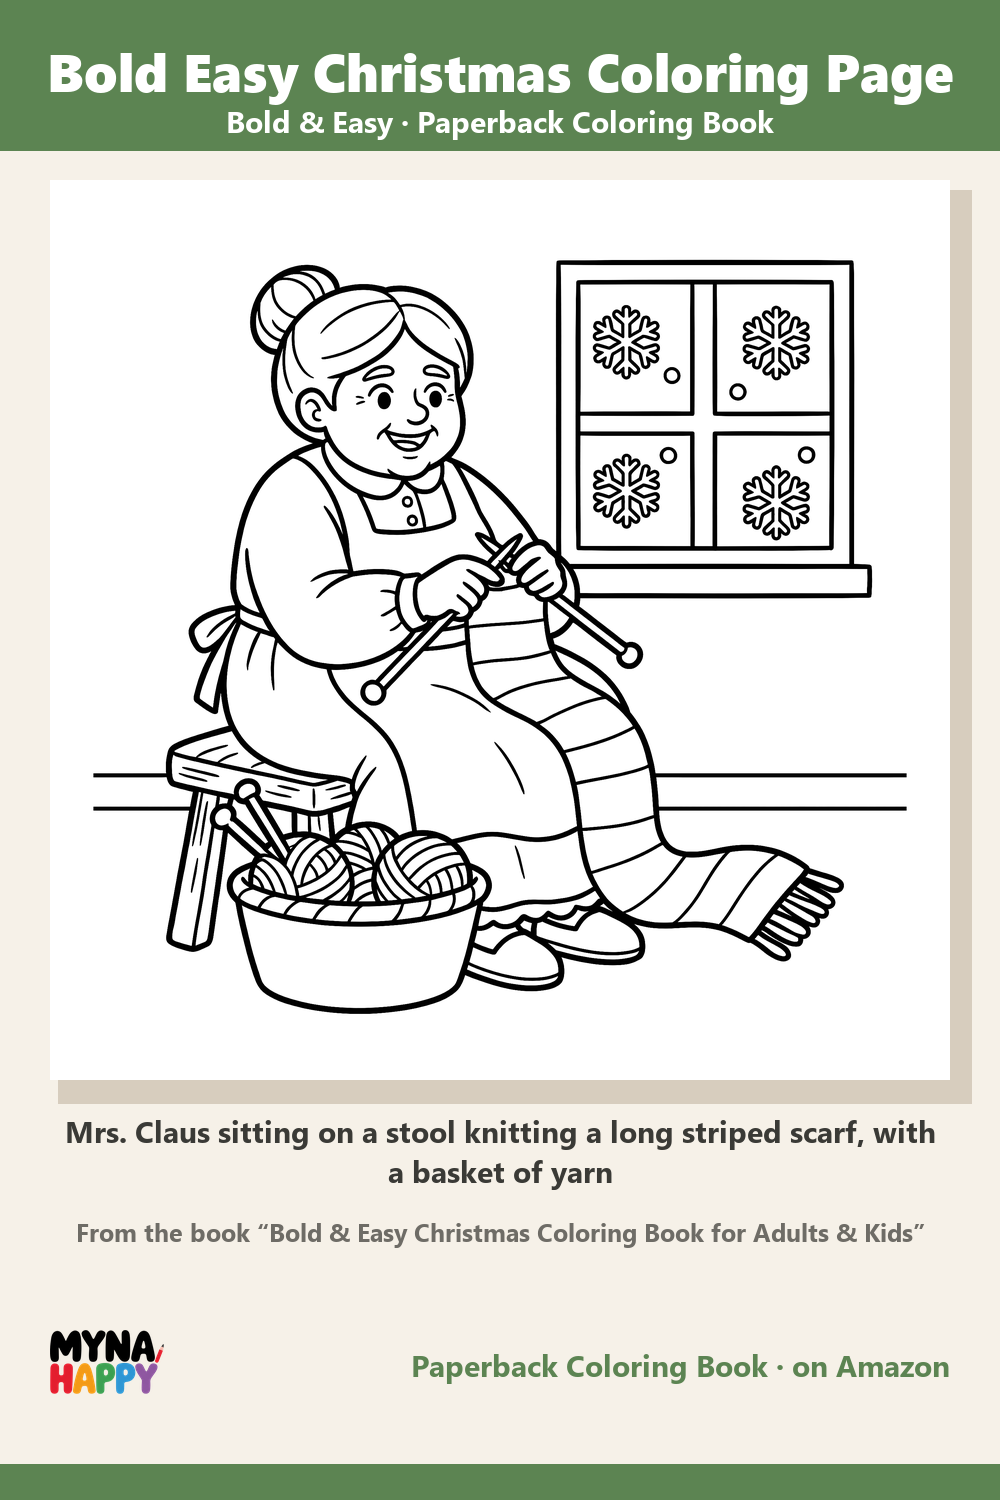 Bold Easy Christmas Coloring Page
Bold & Easy · Paperback Coloring Book
Mrs. Claus sitting on a stool knitting a long striped scarf, with
a basket of yarn
From the book “Bold & Easy Christmas Coloring Book for Adults & Kids”
MYNA
HAPPY
Paperback Coloring Book · on Amazon